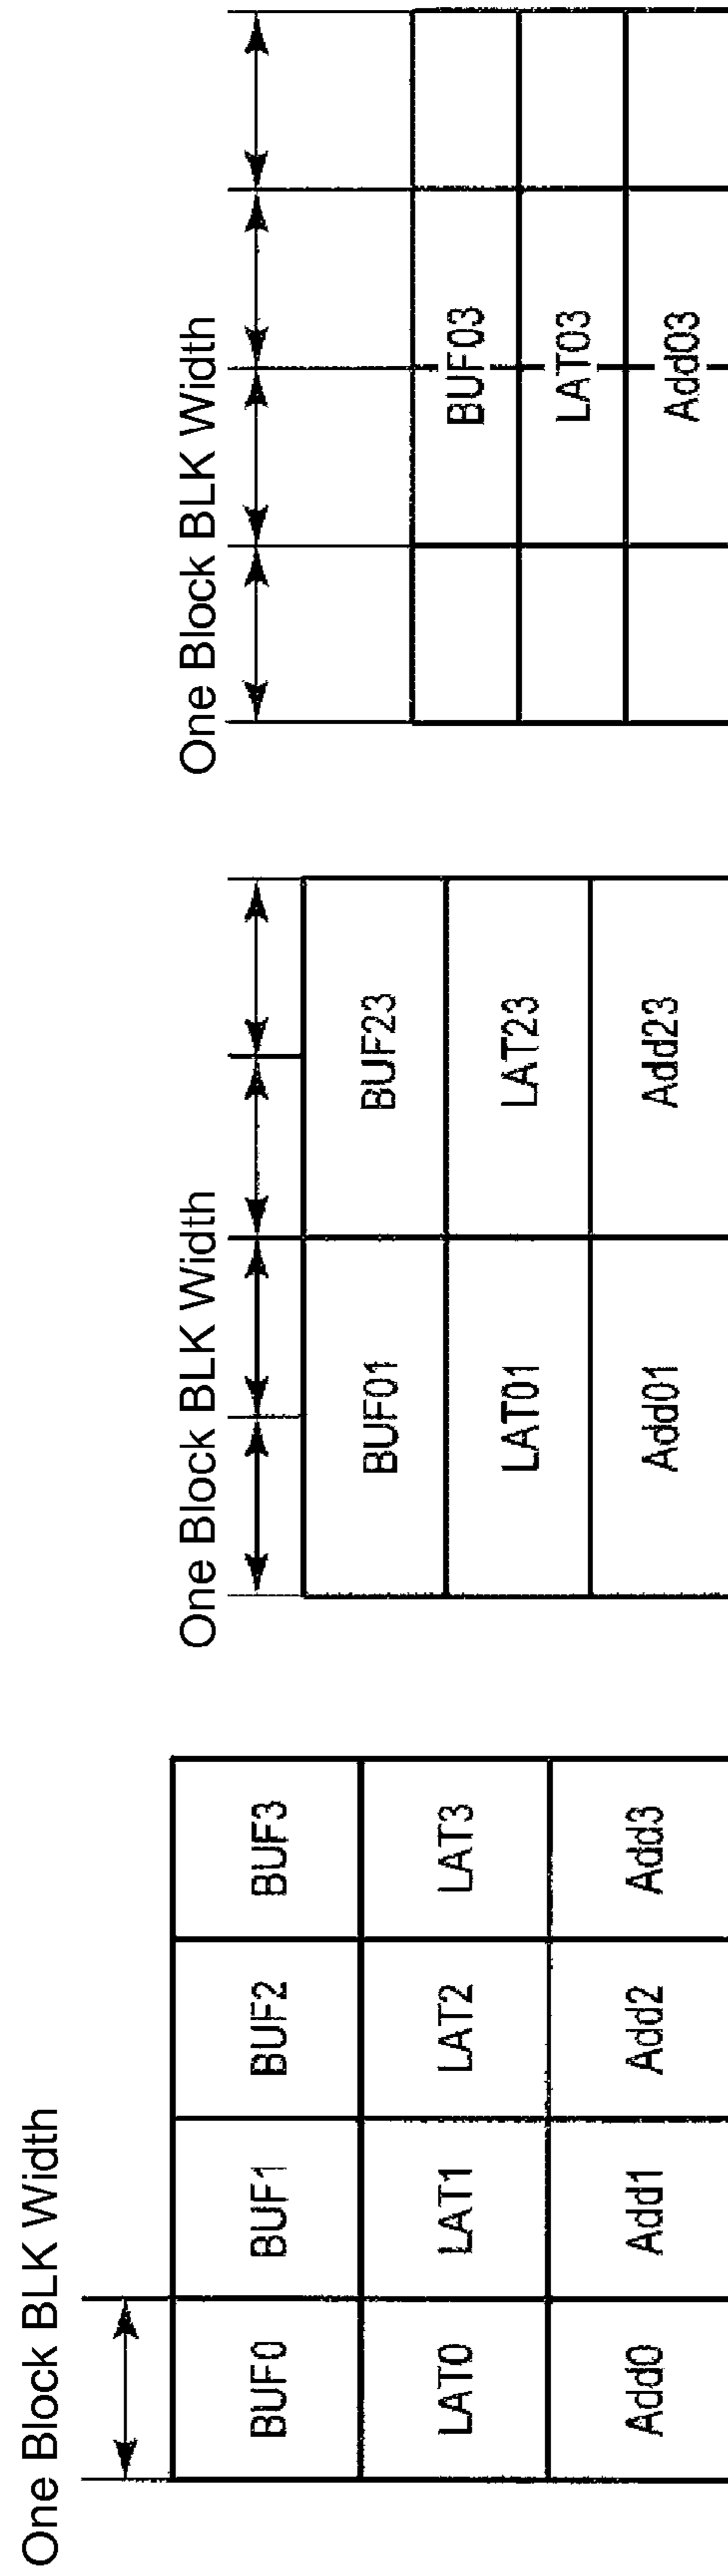 One Block BLK Width
BUF0 BUF1 BUF2 BUF3
LAT0 LAT1 LAT2 LAT3
Add0 Add1 Add2 Add3
One Block BLK Width
BUF01 BUF23
LAT01 LAT23
Add01 Add23
One Block BLK Width
BUF03
LAT03
Add03